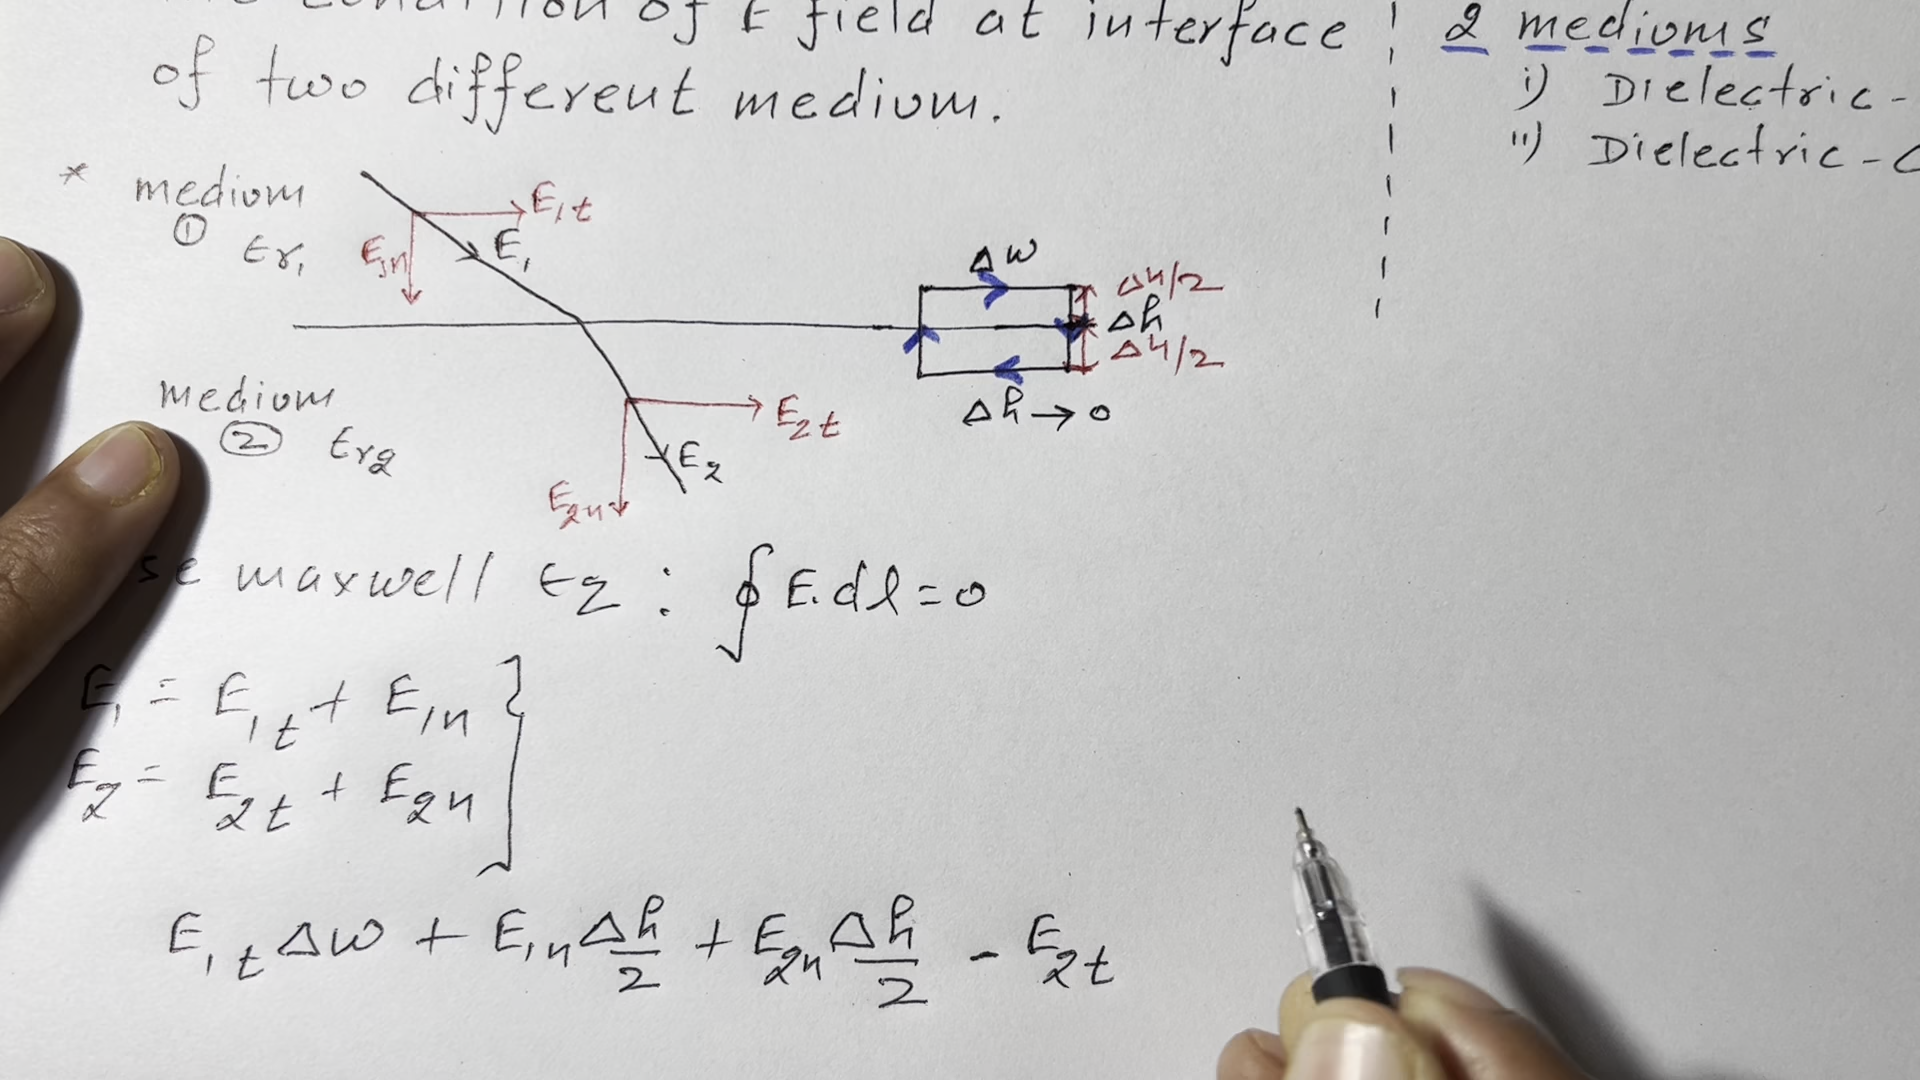 condition of E field at interface
of two different medium.
2 mediums
i) Dielectric -
ii) Dielectric - C
* medium
① εr₁
E₁t
E₁n
E₁
Δw
Δh/2
Δh
Δh/2
Δh → 0
medium
② εr₂
E₂t
E₂
E₂n
se maxwell Eq : ∮ E.dl = 0
E₁ = E₁t + E₁n
E₂ = E₂t + E₂n
E₁t Δw + E₁n Δh/2 + E₂n Δh/2 - E₂t